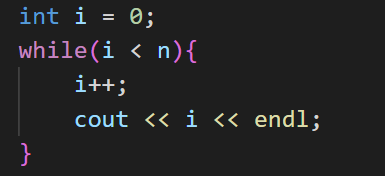 int i = 0;
while(i < n){
    i++;
    cout << i << endl;
}